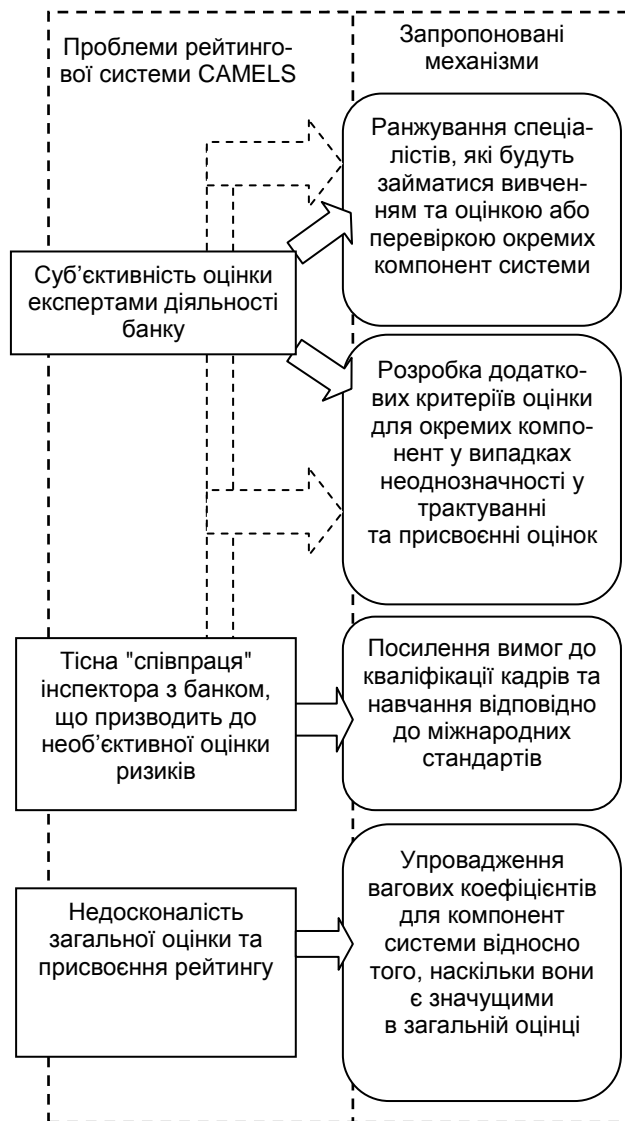 Проблеми рейтинго-
вої системи CAMELS
Запропоновані
механізми
Суб’єктивність оцінки
експертами діяльності
банку
Ранжування спеціа-
лістів, які будуть
займатися вивчен-
ням та оцінкою або
перевіркою окремих
компонент системи
Розробка додатко-
вих критеріїв оцінки
для окремих компо-
нент у випадках
неоднозначності у
трактуванні
та присвоєнні оцінок
Тісна "співпраця"
інспектора з банком,
що призводить до
необ’єктивної оцінки
ризиків
Посилення вимог до
кваліфікації кадрів та
навчання відповідно
до міжнародних
стандартів
Недосконалість
загальної оцінки та
присвоєння рейтингу
Упровадження
вагових коефіцієнтів
для компонент
системи відносно
того, наскільки вони
є значущими
в загальній оцінці